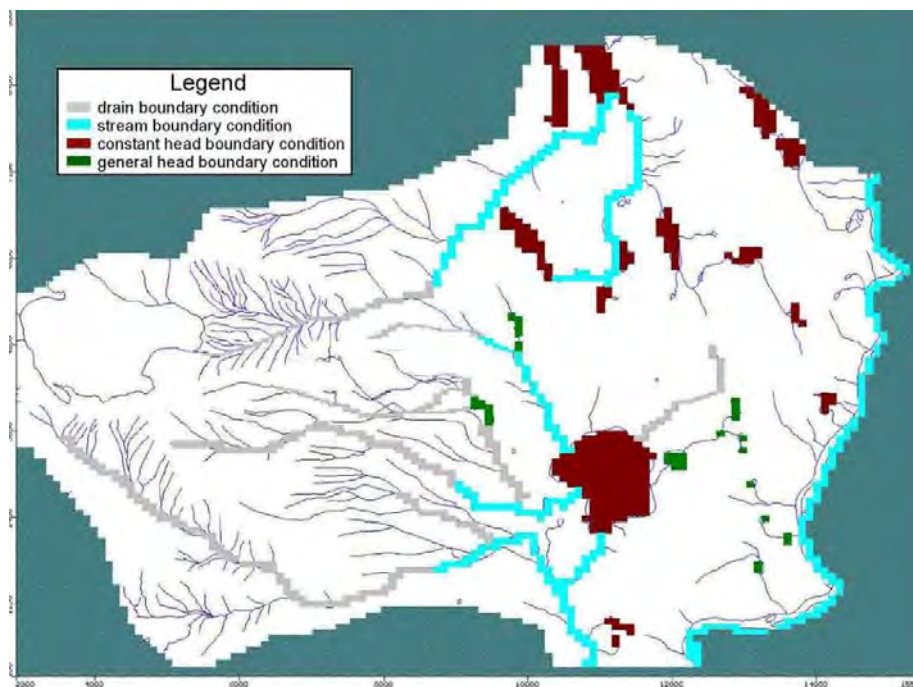 Legend
drain boundary condition
stream boundary condition
constant head boundary condition
general head boundary condition
2000 4000 6000 8000 10000 12000 14000